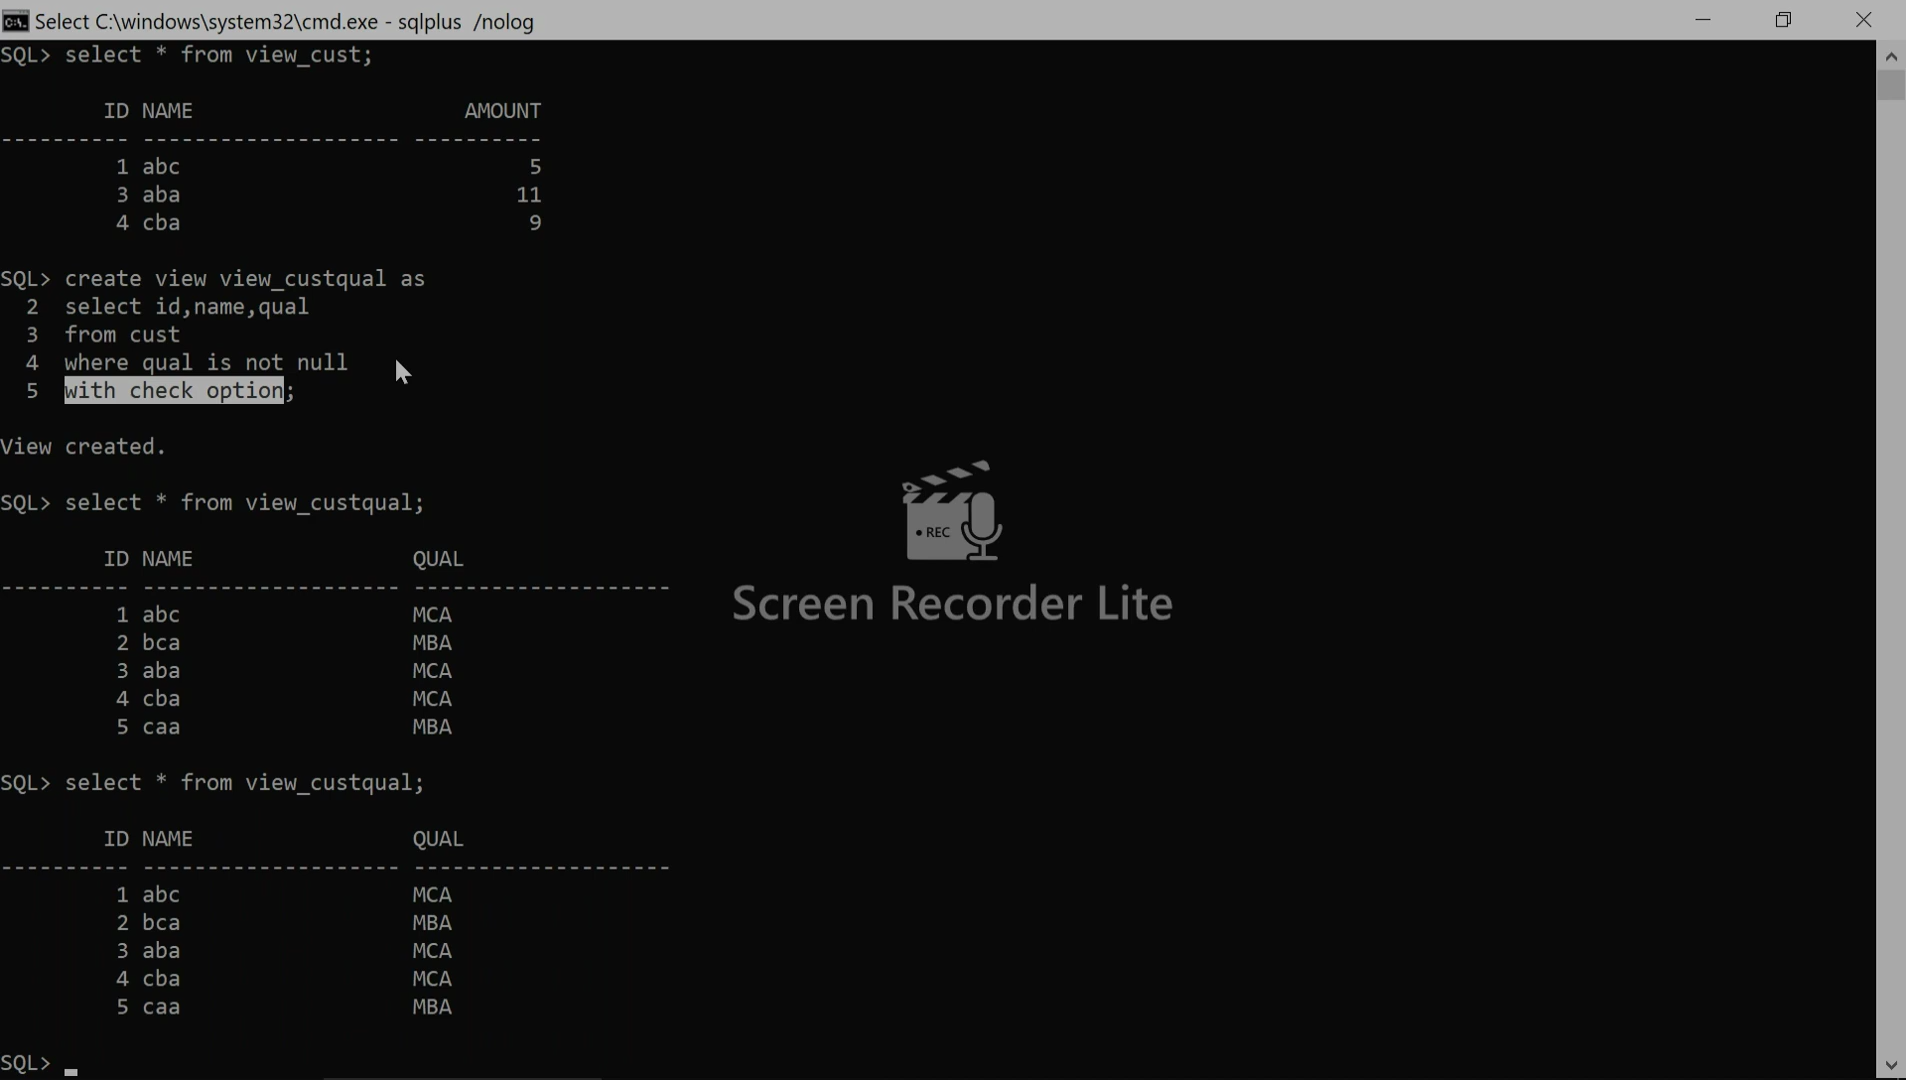 Select C:\windows\system32\cmd.exe - sqlplus /nolog
SQL> select * from view_cust;
ID NAME AMOUNT
---------- -------------------- ----------
1 abc 5
3 aba 11
4 cba 9
SQL> create view view_custqual as
2 select id,name,qual
3 from cust
4 where qual is not null
5 with check option;
View created.
SQL> select * from view_custqual;
ID NAME QUAL
---------- -------------------- --------------------
1 abc MCA
2 bca MBA
3 aba MCA
4 cba MCA
5 caa MBA
SQL> select * from view_custqual;
ID NAME QUAL
---------- -------------------- --------------------
1 abc MCA
2 bca MBA
3 aba MCA
4 cba MCA
5 caa MBA
SQL>
• REC
Screen Recorder Lite